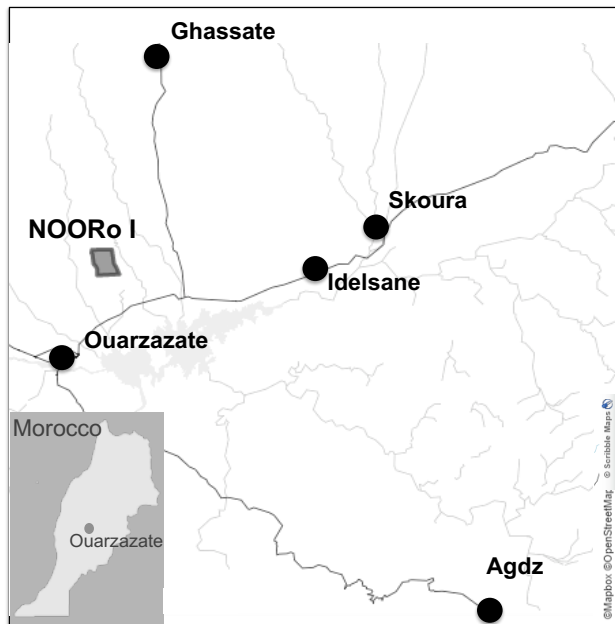 Ghassate
Skoura
NOORo I
Idelsane
Ouarzazate
Morocco
Ouarzazate
Agdz
©Mapbox ©OpenStreetMap © Scribble Maps